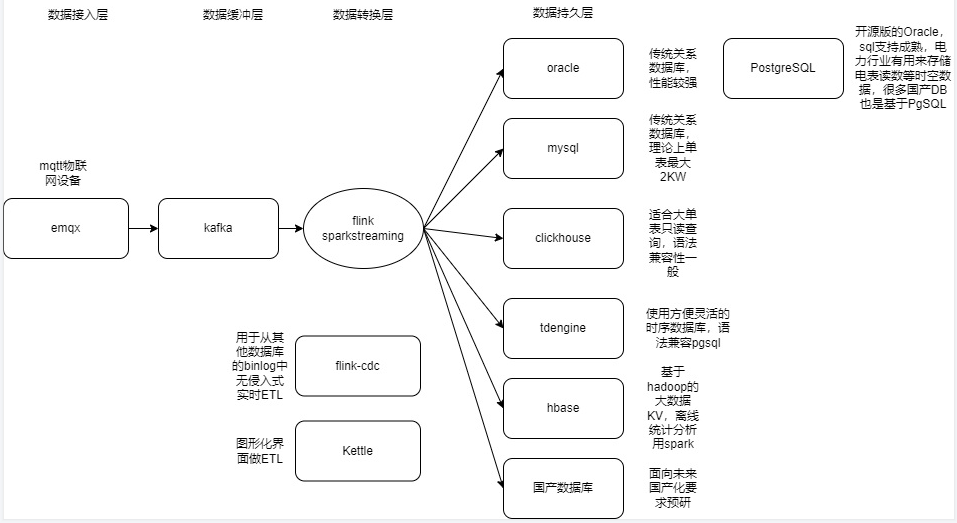 数据接入层
数据缓冲层
数据转换层
数据持久层
mqtt物联
网设备
emqx
kafka
flink
sparkstreaming
oracle
传统关系
数据库，
性能较强
PostgreSQL
开源版的Oracle，
sql支持成熟，电
力行业有用来存储
电表读数等时空数
据，很多国产DB
也是基于PgSQL
mysql
传统关系
数据库，
理论上单
表最大
2KW
clickhouse
适合大单
表只读查
询，语法
兼容性一
般
tdengine
使用方便灵活的
时序数据库，语
法兼容pgsql
用于从其
他数据库
的binlog中
无侵入式
实时ETL
flink-cdc
hbase
基于
hadoop的
大数据
KV，离线
统计分析
用spark
图形化界
面做ETL
Kettle
国产数据库
面向未来
国产化要
求预研